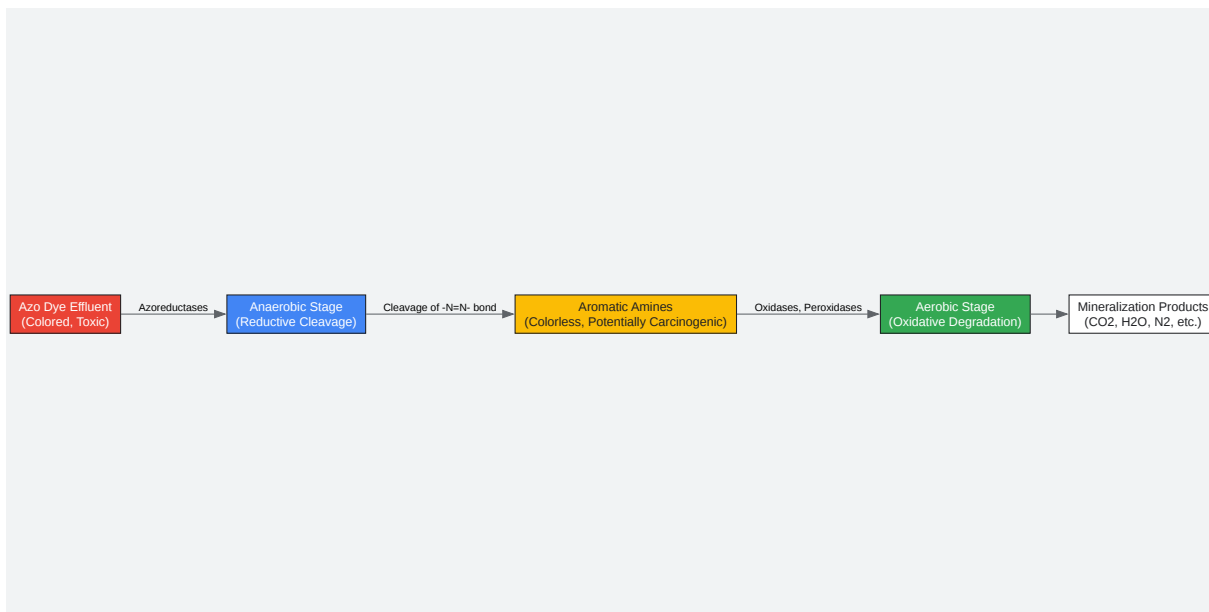 Azo Dye Effluent
(Colored, Toxic)
Azoreductases
Anaerobic Stage
(Reductive Cleavage)
Cleavage of -N=N- bond
Aromatic Amines
(Colorless, Potentially Carcinogenic)
Oxidases, Peroxidases
Aerobic Stage
(Oxidative Degradation)
Mineralization Products
(CO2, H2O, N2, etc.)